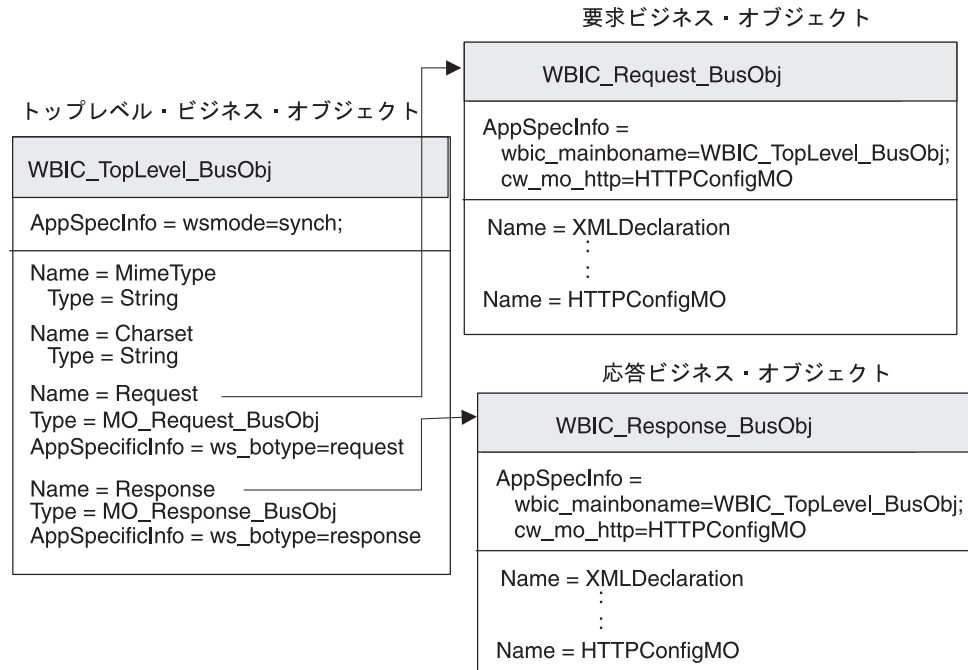 トップレベル・ビジネス・オブジェクト
WBIC_TopLevel_BusObj
AppSpecInfo = wsmode=synch;
Name = MimeType
Type = String
Name = Charset
Type = String
Name = Request
Type = MO_Request_BusObj
AppSpecificInfo = ws_botype=request
Name = Response
Type = MO_Response_BusObj
AppSpecificInfo = ws_botype=response
要求ビジネス・オブジェクト
WBIC_Request_BusObj
AppSpecInfo =
wbic_mainboname=WBIC_TopLevel_BusObj;
cw_mo_http=HTTPConfigMO
Name = XMLDeclaration
:
:
Name = HTTPConfigMO
応答ビジネス・オブジェクト
WBIC_Response_BusObj
AppSpecInfo =
wbic_mainboname=WBIC_TopLevel_BusObj;
cw_mo_http=HTTPConfigMO
Name = XMLDeclaration
:
:
Name = HTTPConfigMO